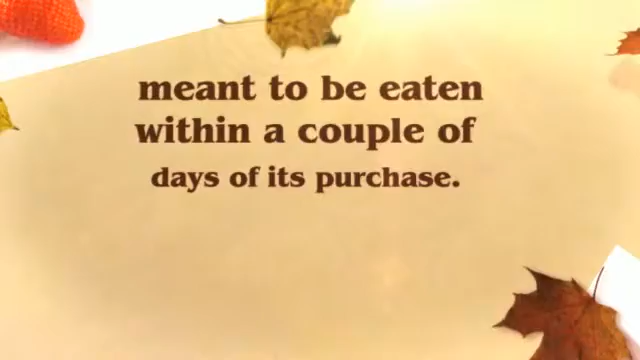 meant to be eaten
within a couple of
days of its purchase.